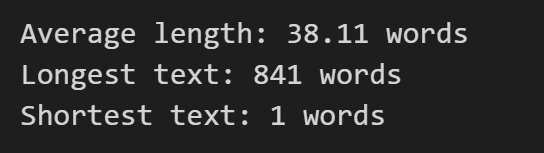 Average length: 38.11 words
Longest text: 841 words
Shortest text: 1 words